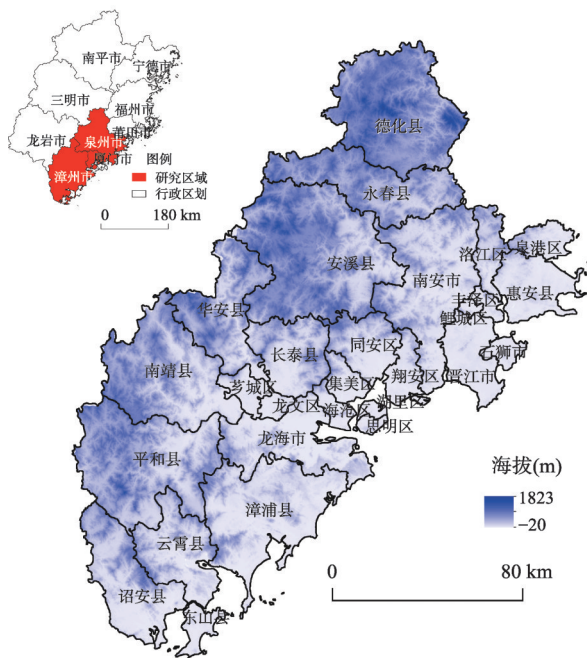 南平市
宁德市
三明市
福州市
莆田市
龙岩市
泉州市
厦门市
漳州市
图例
研究区域
行政区划
0 180 km
德化县
永春县
安溪县
南安市
洛江区
泉港区
惠安县
丰泽区
鲤城区
石狮市
晋江市
华安县
长泰县
同安区
翔安区
南靖县
芗城区
集美区
龙文区
海沧区
湖里区
思明区
龙海市
平和县
漳浦县
云霄县
诏安县
东山县
海拔(m)
1823
−20
0 80 km